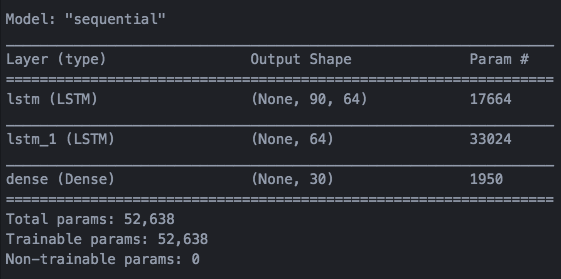 Model: "sequential"
Layer (type) Output Shape Param #
lstm (LSTM) (None, 90, 64) 17664
lstm_1 (LSTM) (None, 64) 33024
dense (Dense) (None, 30) 1950
Total params: 52,638
Trainable params: 52,638
Non-trainable params: 0